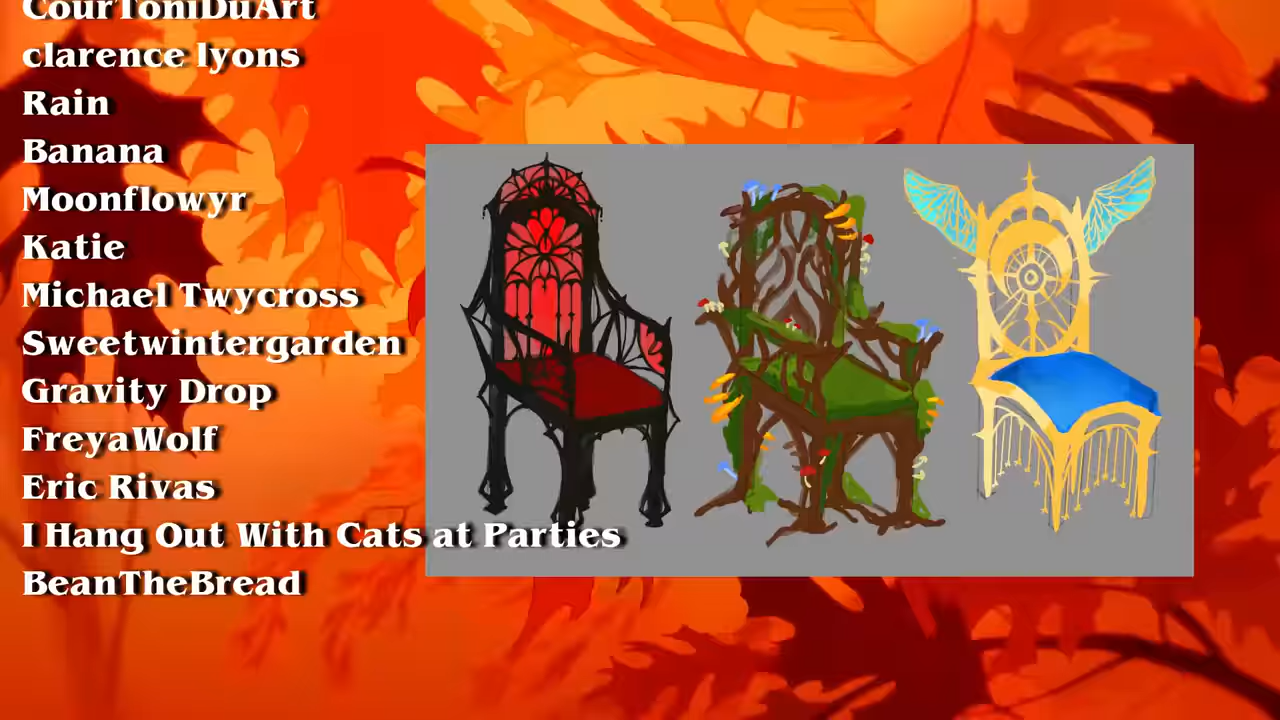 CourToniDuArt
clarence lyons
Rain
Banana
Moonflowyr
Katie
Michael Twycross
Sweetwintergarden
Gravity Drop
FreyaWolf
Eric Rivas
I Hang Out With Cats at Parties
BeanTheBread